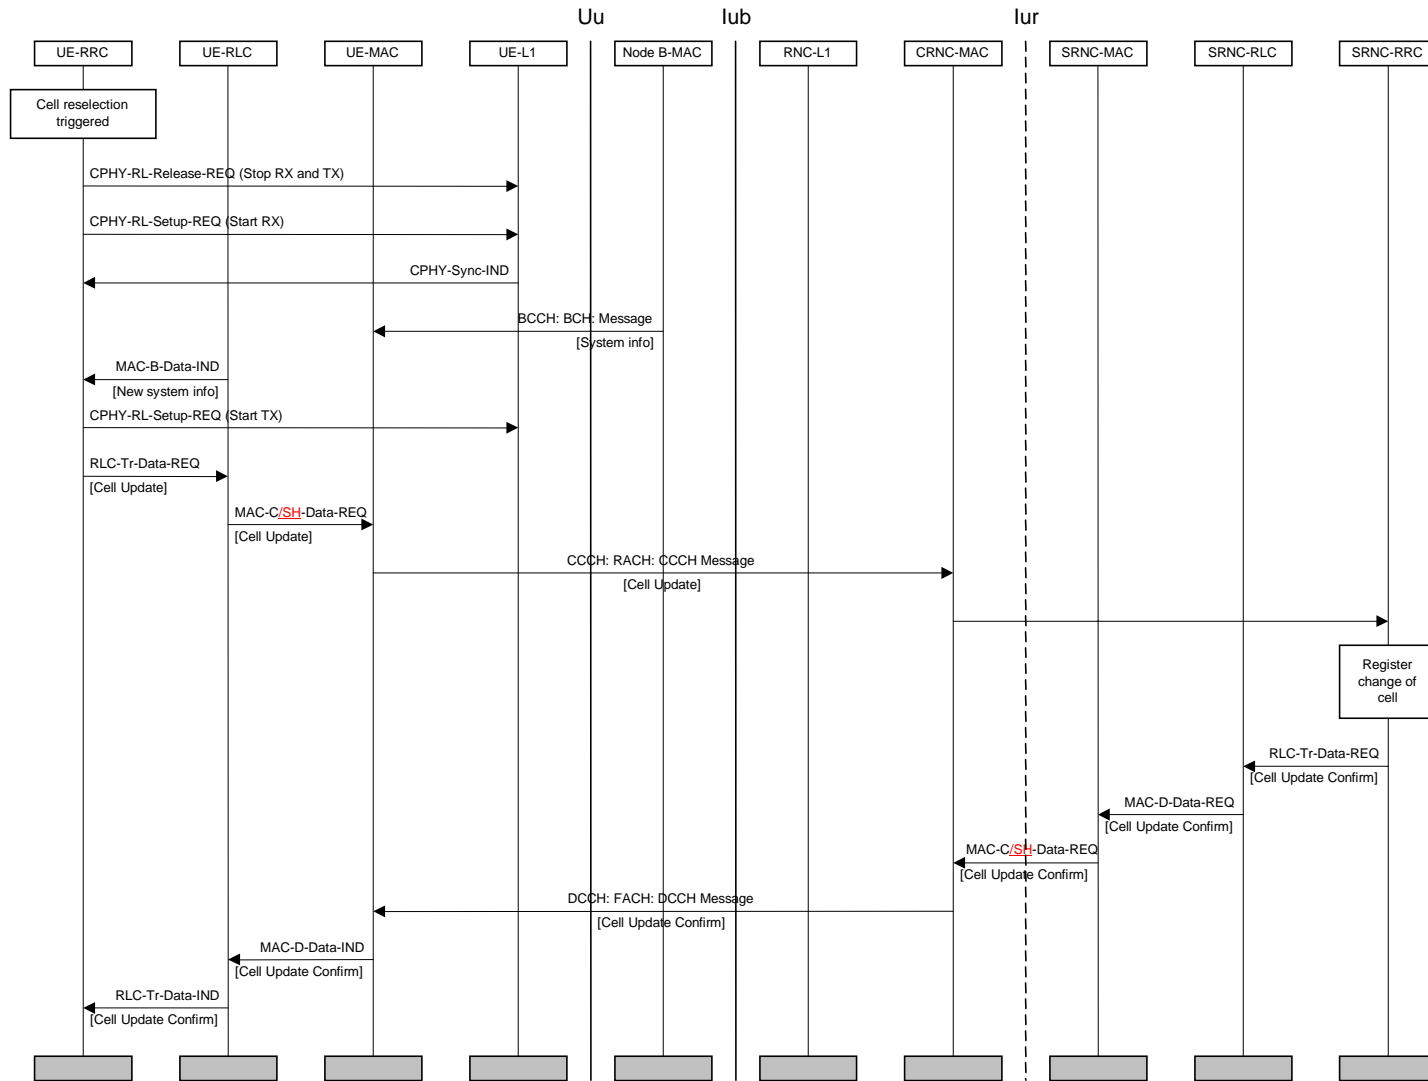 Uu
Iub
Iur
UE-RRC
UE-RLC
UE-MAC
UE-L1
Node B-MAC
RNC-L1
CRNC-MAC
SRNC-MAC
SRNC-RLC
SRNC-RRC
Cell reselection
triggered
CPHY-RL-Release-REQ (Stop RX and TX)
CPHY-RL-Setup-REQ (Start RX)
CPHY-Sync-IND
BCCH: BCH: Message
[System info]
MAC-B-Data-IND
[New system info]
CPHY-RL-Setup-REQ (Start TX)
RLC-Tr-Data-REQ
[Cell Update]
MAC-C/SH-Data-REQ
[Cell Update]
CCCH: RACH: CCCH Message
[Cell Update]
Register
change of
cell
RLC-Tr-Data-REQ
[Cell Update Confirm]
MAC-D-Data-REQ
[Cell Update Confirm]
MAC-C/SH-Data-REQ
[Cell Update Confirm]
DCCH: FACH: DCCH Message
[Cell Update Confirm]
MAC-D-Data-IND
[Cell Update Confirm]
RLC-Tr-Data-IND
[Cell Update Confirm]